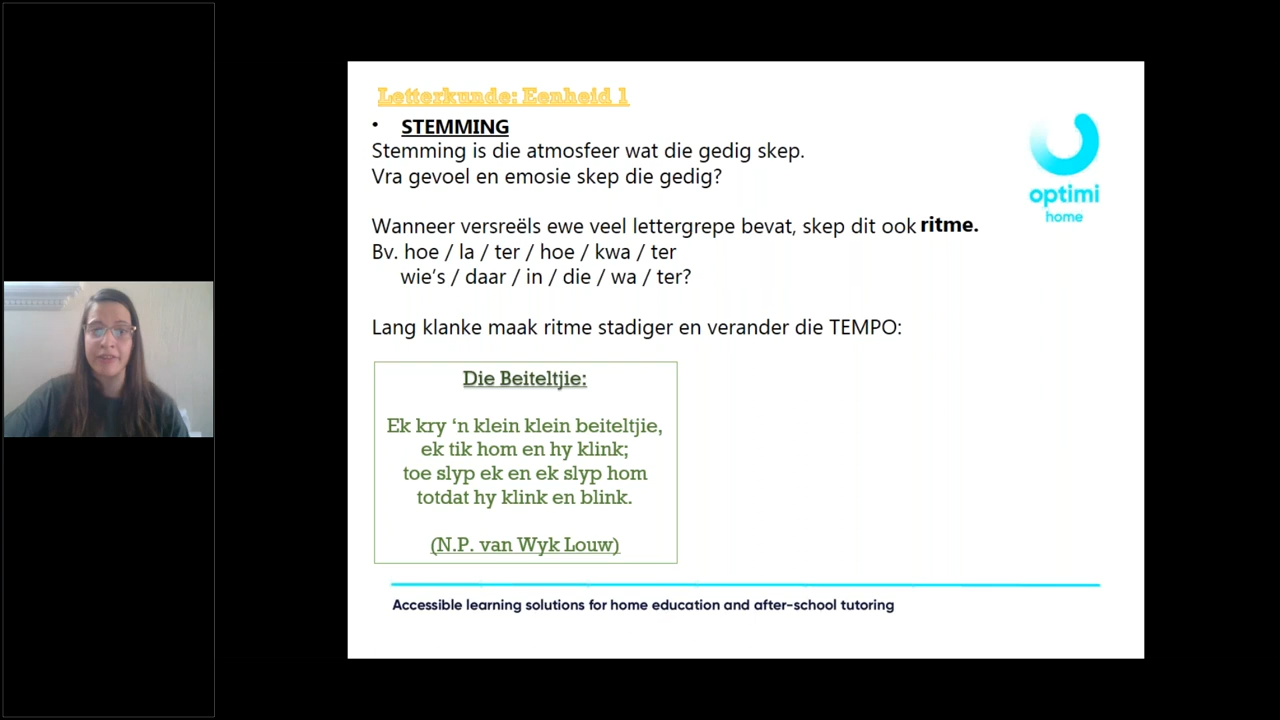 Letterkunde: Eenheid 1
• STEMMING
Stemming is die atmosfeer wat die gedig skep.
Vra gevoel en emosie skep die gedig?
Wanneer versreëls ewe veel lettergrepe bevat, skep dit ook ritme.
Bv. hoe / la / ter / hoe / kwa / ter
wie's / daar / in / die / wa / ter?
Lang klanke maak ritme stadiger en verander die TEMPO:
Die Beiteltjie:
Ek kry ‘n klein klein beiteltjie,
ek tik hom en hy klink;
toe slyp ek en ek slyp hom
totdat hy klink en blink.
(N.P. van Wyk Louw)
optimi
home
Accessible learning solutions for home education and after-school tutoring